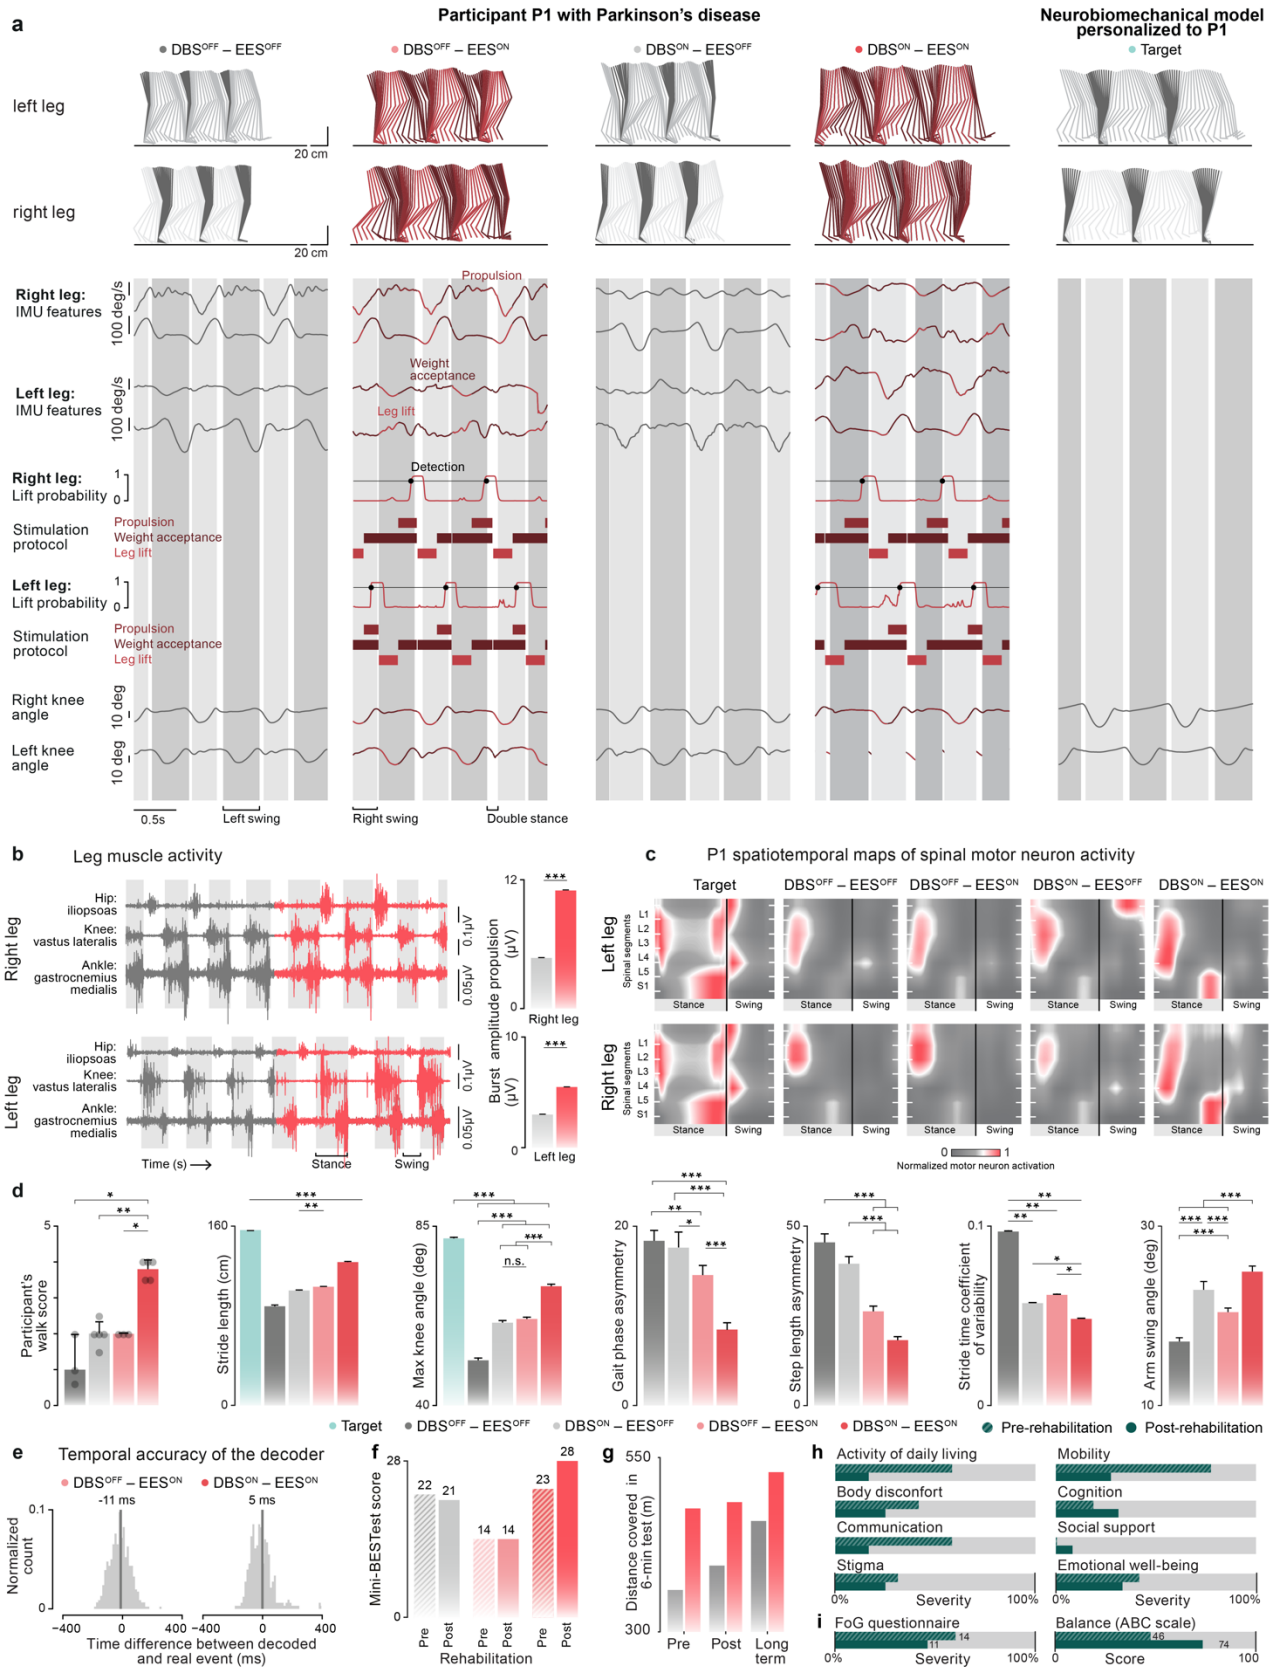 a
Participant P1 with Parkinson's disease
Neurobiomechanical model
personalized to P1
DBSOFF – EESOFF
DBSOFF – EESON
DBSON – EESOFF
DBSON – EESON
Target
left leg
20 cm
right leg
20 cm
Right leg:
IMU features
100 deg/s
Propulsion
Left leg:
IMU features
100 deg/s
Weight
acceptance
Leg lift
Right leg:
Lift probability
1
0
Detection
Stimulation
protocol
Propulsion
Weight acceptance
Leg lift
Left leg:
Lift probability
1
0
Stimulation
protocol
Propulsion
Weight acceptance
Leg lift
Right knee
angle
10 deg
Left knee
angle
10 deg
0.5s
Left swing
Right swing
Double stance
b
Leg muscle activity
Right leg
Hip:
iliopsoas
Knee:
vastus lateralis
Ankle:
gastrocnemius
medialis
0.1µV
0.05µV
Left leg
Hip:
iliopsoas
Knee:
vastus lateralis
Ankle:
gastrocnemius
medialis
0.1µV
0.05µV
Time (s)
Stance
Swing
Burst amplitude propulsion
(µV)
12
0
***
Right leg
(µV)
10
0
***
Left leg
c
P1 spatiotemporal maps of spinal motor neuron activity
Target
DBSOFF – EESOFF
DBSOFF – EESON
DBSON – EESOFF
DBSON – EESON
Left leg
Spinal segments
L1
L2
L3
L4
L5
S1
Stance
Swing
Stance
Swing
Stance
Swing
Stance
Swing
Stance
Swing
Right leg
Spinal segments
L1
L2
L3
L4
L5
S1
Stance
Swing
Stance
Swing
Stance
Swing
Stance
Swing
Stance
Swing
0
1
Normalized motor neuron activation
d
Participant's
walk score
5
0
*
**
*
Stride length (cm)
160
0
***
**
Max knee angle (deg)
85
40
***
***
***
n.s.
Gait phase asymmetry
20
0
***
***
**
*
***
Step length asymmetry
50
0
***
***
Stride time coefficient
of variability
0.1
0
**
**
**
*
*
Arm swing angle (deg)
30
10
***
*** ***
***
Target
DBSOFF – EESOFF
DBSON – EESOFF
DBSOFF – EESON
DBSON – EESON
Pre-rehabilitation
Post-rehabilitation
e
Temporal accuracy of the decoder
DBSOFF – EESON
DBSON – EESON
-11 ms
5 ms
Normalized
count
0.1
0
−400
0
400
−400
0
400
Time difference between decoded
and real event (ms)
f
Mini-BESTest score
28
0
22
21
14
14
23
28
Pre
Post
Pre
Post
Pre
Post
Rehabilitation
g
Distance covered in
6-min test (m)
550
300
Pre
Post
Long
term
h
Activity of daily living
Mobility
Body disconfort
Cognition
Communication
Social support
Stigma
Emotional well-being
0%
Severity
100%
0%
Severity
100%
i
FoG questionnaire
14
11
0%
Severity
100%
Balance (ABC scale)
46
74
0
Score
100